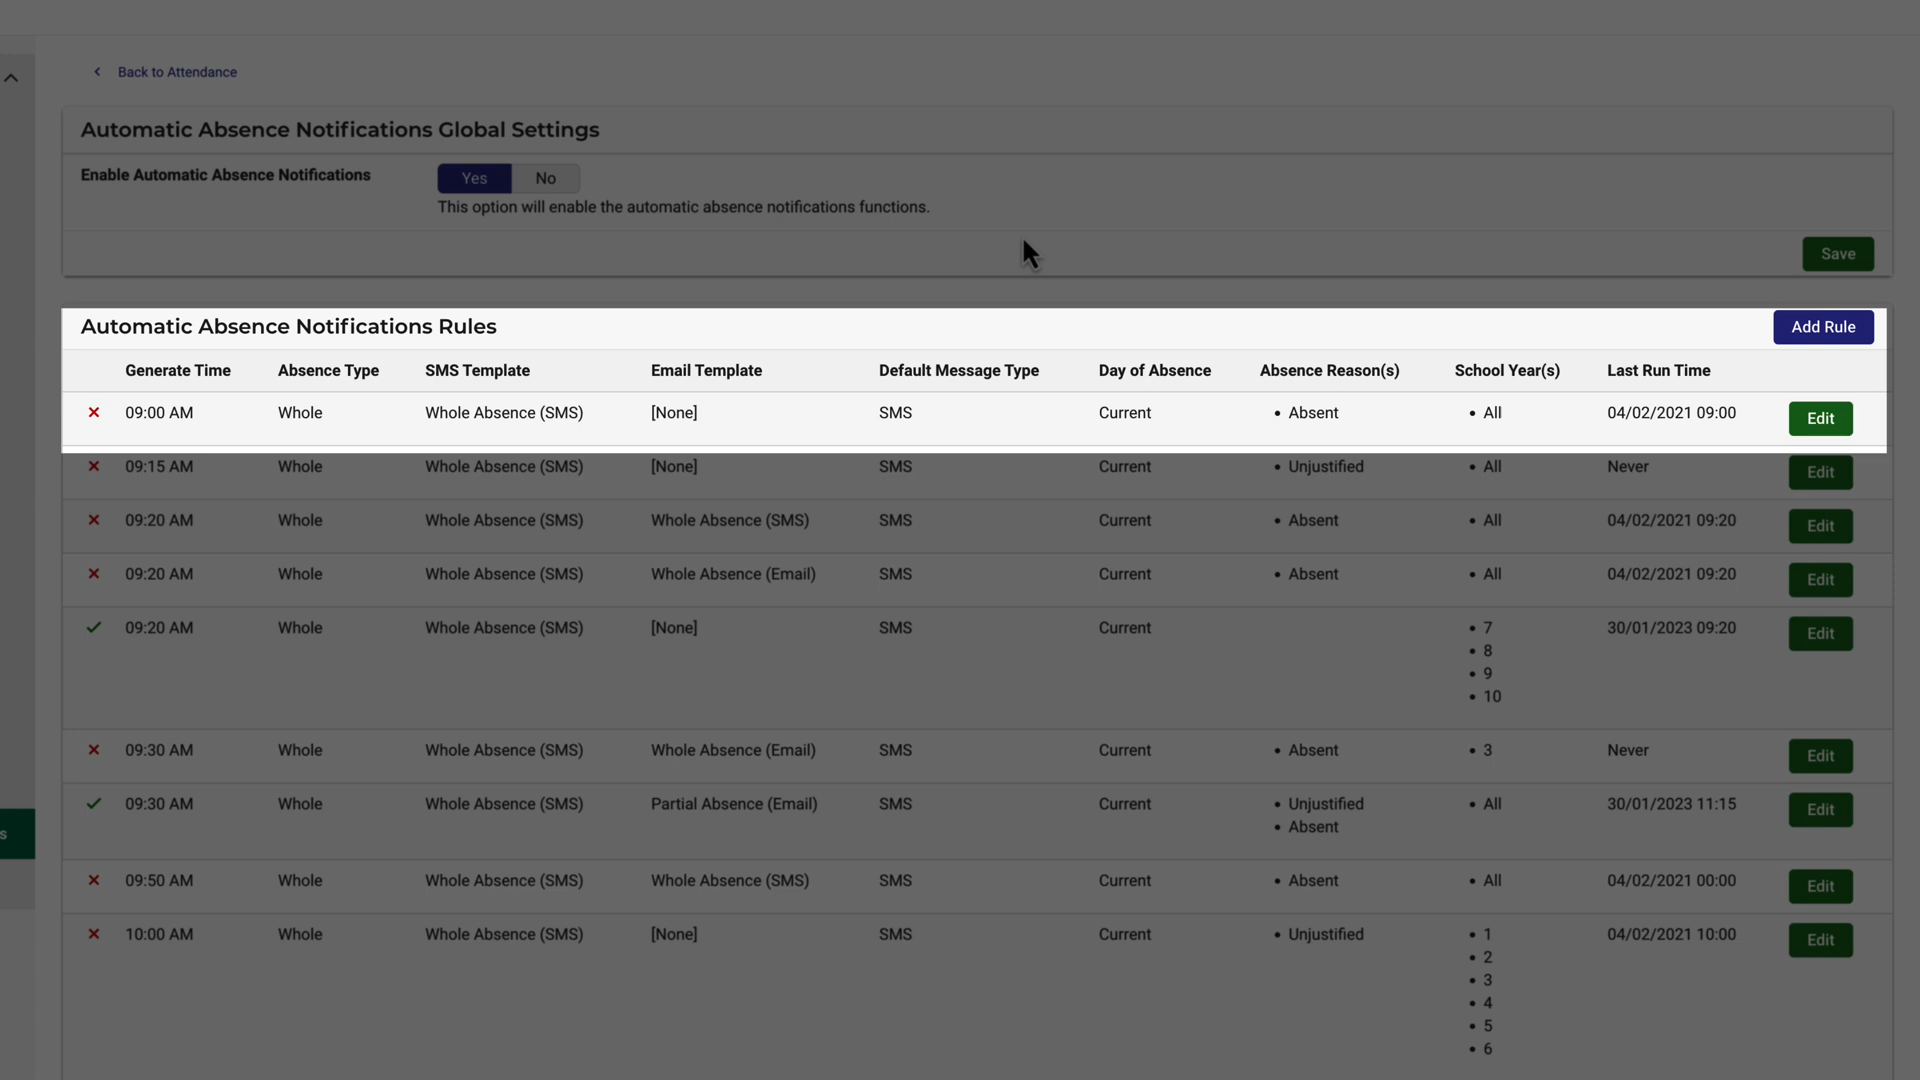 Back to Attendance
Automatic Absence Notifications Global Settings
Enable Automatic Absence Notifications Yes No
This option will enable the automatic absence notifications functions.
Save
Automatic Absence Notifications Rules Add Rule
Generate Time Absence Type SMS Template Email Template Default Message Type Day of Absence Absence Reason(s) School Year(s) Last Run Time
09:00 AM Whole Whole Absence (SMS) [None] SMS Current • Absent • All 04/02/2021 09:00 Edit
09:15 AM Whole Whole Absence (SMS) [None] SMS Current • Unjustified • All Never Edit
09:20 AM Whole Whole Absence (SMS) Whole Absence (SMS) SMS Current • Absent • All 04/02/2021 09:20 Edit
09:20 AM Whole Whole Absence (SMS) Whole Absence (Email) SMS Current • Absent • All 04/02/2021 09:20 Edit
09:20 AM Whole Whole Absence (SMS) [None] SMS Current • 7 30/01/2023 09:20 Edit
• 8
• 9
• 10
09:30 AM Whole Whole Absence (SMS) Whole Absence (Email) SMS Current • Absent • 3 Never Edit
09:30 AM Whole Whole Absence (SMS) Partial Absence (Email) SMS Current • Unjustified • All 30/01/2023 11:15 Edit
• Absent
s
09:50 AM Whole Whole Absence (SMS) Whole Absence (SMS) SMS Current • Absent • All 04/02/2021 00:00 Edit
10:00 AM Whole Whole Absence (SMS) [None] SMS Current • Unjustified • 1 04/02/2021 10:00 Edit
• 2
• 3
• 4
• 5
• 6